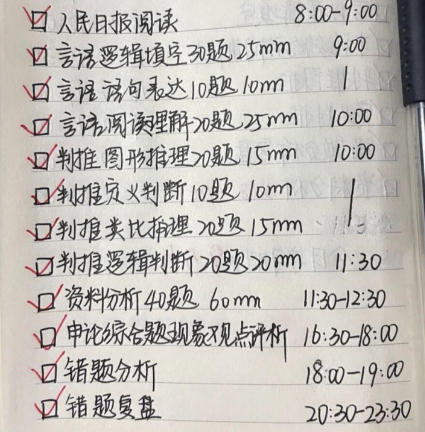 人民日报阅读 8:00-9:00
言语逻辑填空30题 25min 9:00
言语语句表达10题 10min |
言语阅读理解20题 25min 10:00
判推图形推理20题 15min 10:00
判推定义判断10题 10min |
判推类比推理20题 15min
判推逻辑判断20题 20min 11:30
资料分析40题 60min 11:30-12:30
申论综合题现象观点评析 16:30-18:00
错题分析 18:00-19:00
错题复盘 20:30-23:30